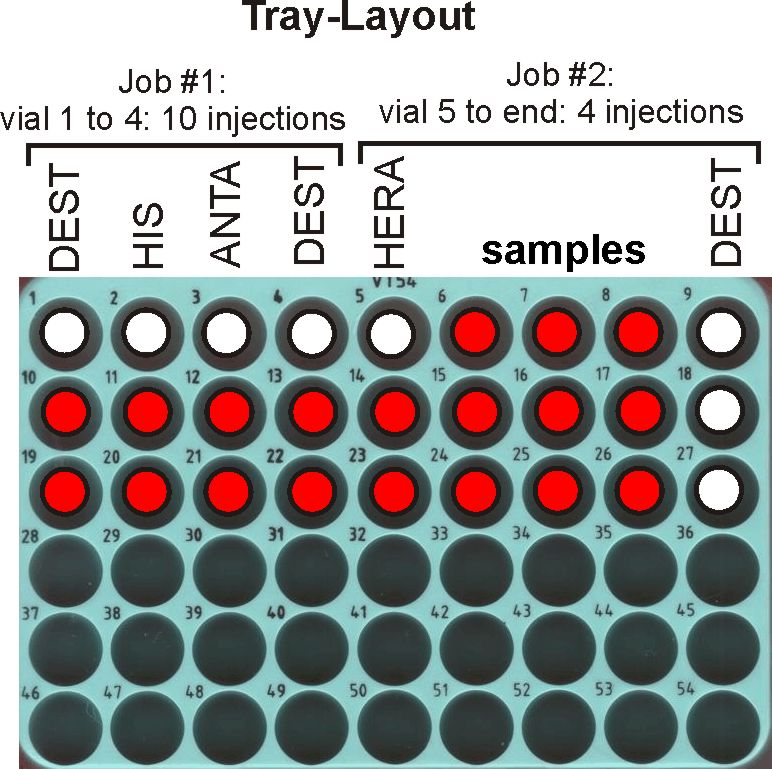 Tray-Layout
Job #1:
vial 1 to 4: 10 injections
Job #2:
vial 5 to end: 4 injections
DEST HIS ANTA DEST HERA samples DEST
VT54
1 2 3 4 5 6 7 8 9
10 11 12 13 14 15 16 17 18
19 20 21 22 23 24 25 26 27
28 29 30 31 32 33 34 35 36
37 38 39 40 41 42 43 44 45
46 47 48 49 50 51 52 53 54